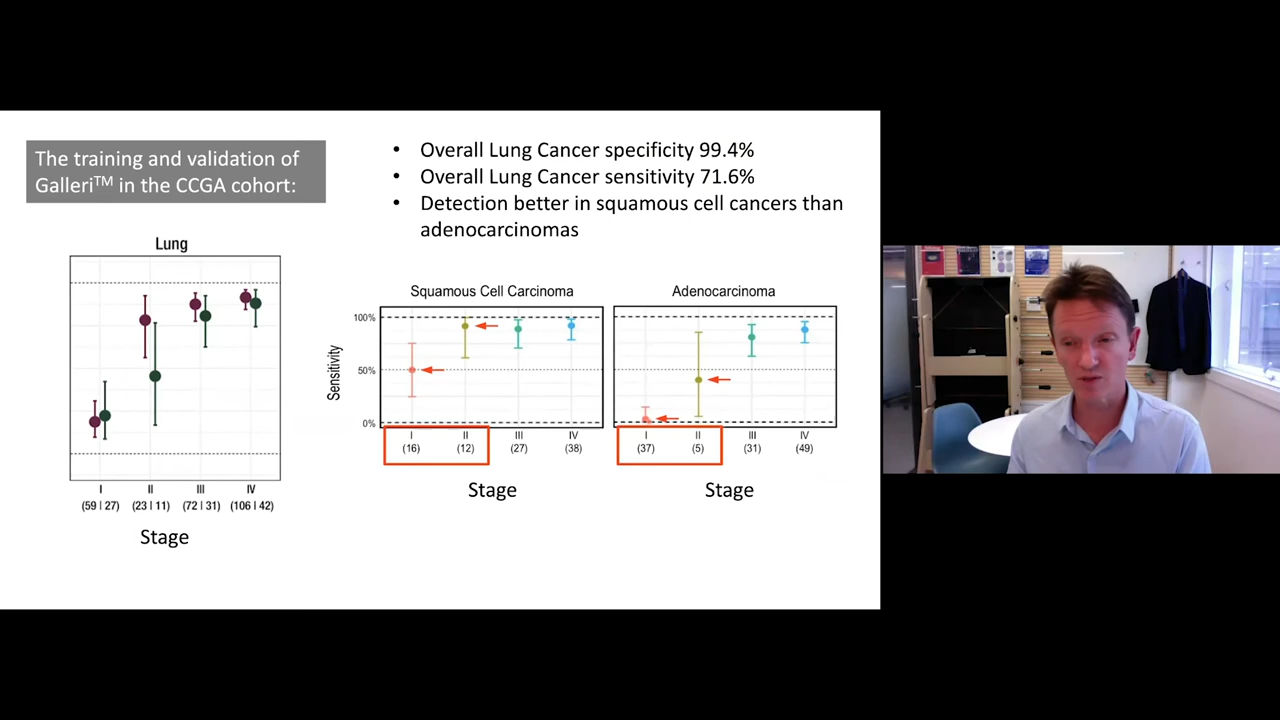 The training and validation of
Galleri™ in the CCGA cohort:
• Overall Lung Cancer specificity 99.4%
• Overall Lung Cancer sensitivity 71.6%
• Detection better in squamous cell cancers than
adenocarcinomas
Lung
I II III IV
(59 | 27) (23 | 11) (72 | 31) (106 | 42)
Stage
Squamous Cell Carcinoma
Sensitivity
100%
50%
0%
I II III IV
(16) (12) (27) (38)
Stage
Adenocarcinoma
I II III IV
(37) (5) (31) (49)
Stage